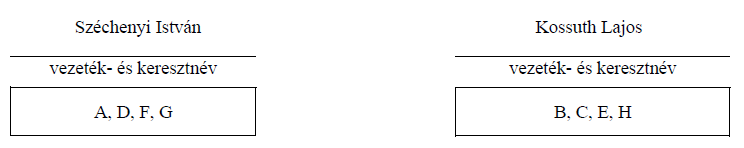 Széchenyi István
vezeték- és keresztnév
A, D, F, G
Kossuth Lajos
vezeték- és keresztnév
B, C, E, H